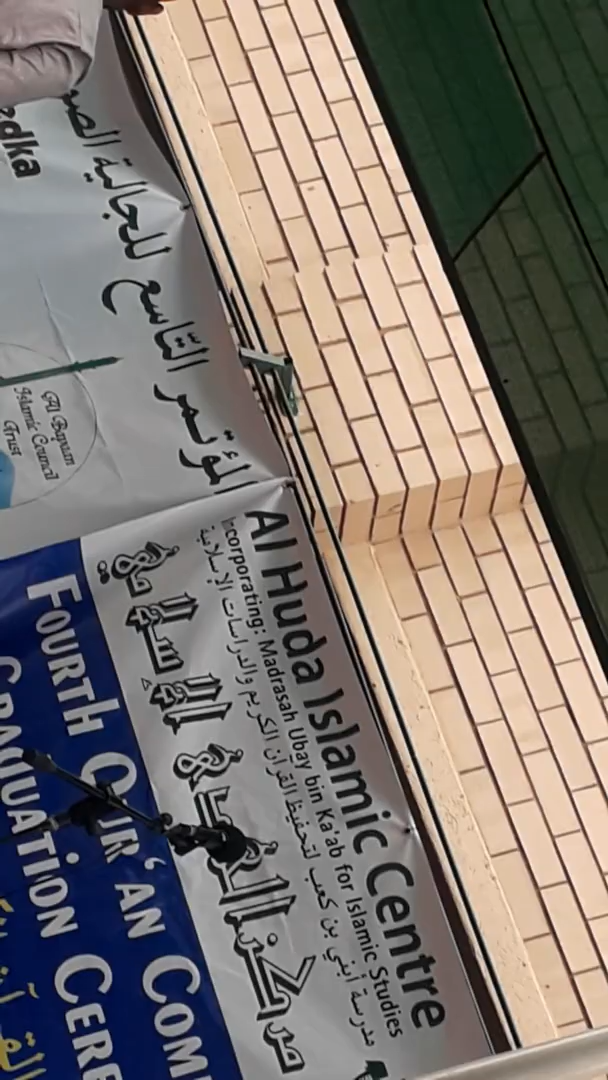 Al Huda Islamic Centre
Incorporating: Madrasah Ubay bin Ka'ab for Islamic Studies
مدرسة أبي بن كعب لتحفيظ القرآن الكريم والدراسات الإسلامية
مركز الهدى الإسلامي
FOURTH QUR'AN COM
GRADUATION CERE
المؤتمر التاسع للجالية
Al Bayaan
Islamic Council
Trust